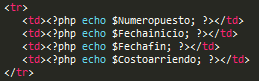 <tr>
<td><?php echo $Numeropuesto; ?></td>
<td><?php echo $Fechainicio; ?></td>
<td><?php echo $Fechafin; ?></td>
<td><?php echo $Costoarriendo; ?></td>
</tr>